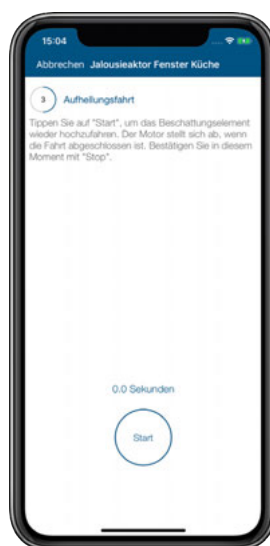 15:04
Abbrechen Jalousieaktor Fenster Küche
3 Aufhellungsfahrt
Tippen Sie auf "Start", um das Beschattungselement
wieder hochzufahren. Der Motor stellt sich ab, wenn
die Fahrt abgeschlossen ist. Bestätigen Sie in diesem
Moment mit "Stop".
0.0 Sekunden
Start